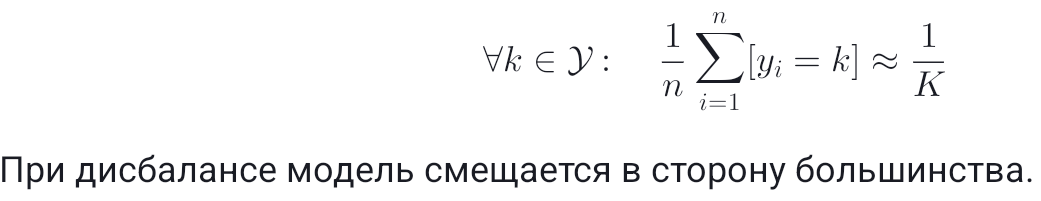 ∀k ∈ 𝒴 : 1/n ∑_{i=1}^{n} [y_i = k] ≈ 1/K
При дисбалансе модель смещается в сторону большинства.